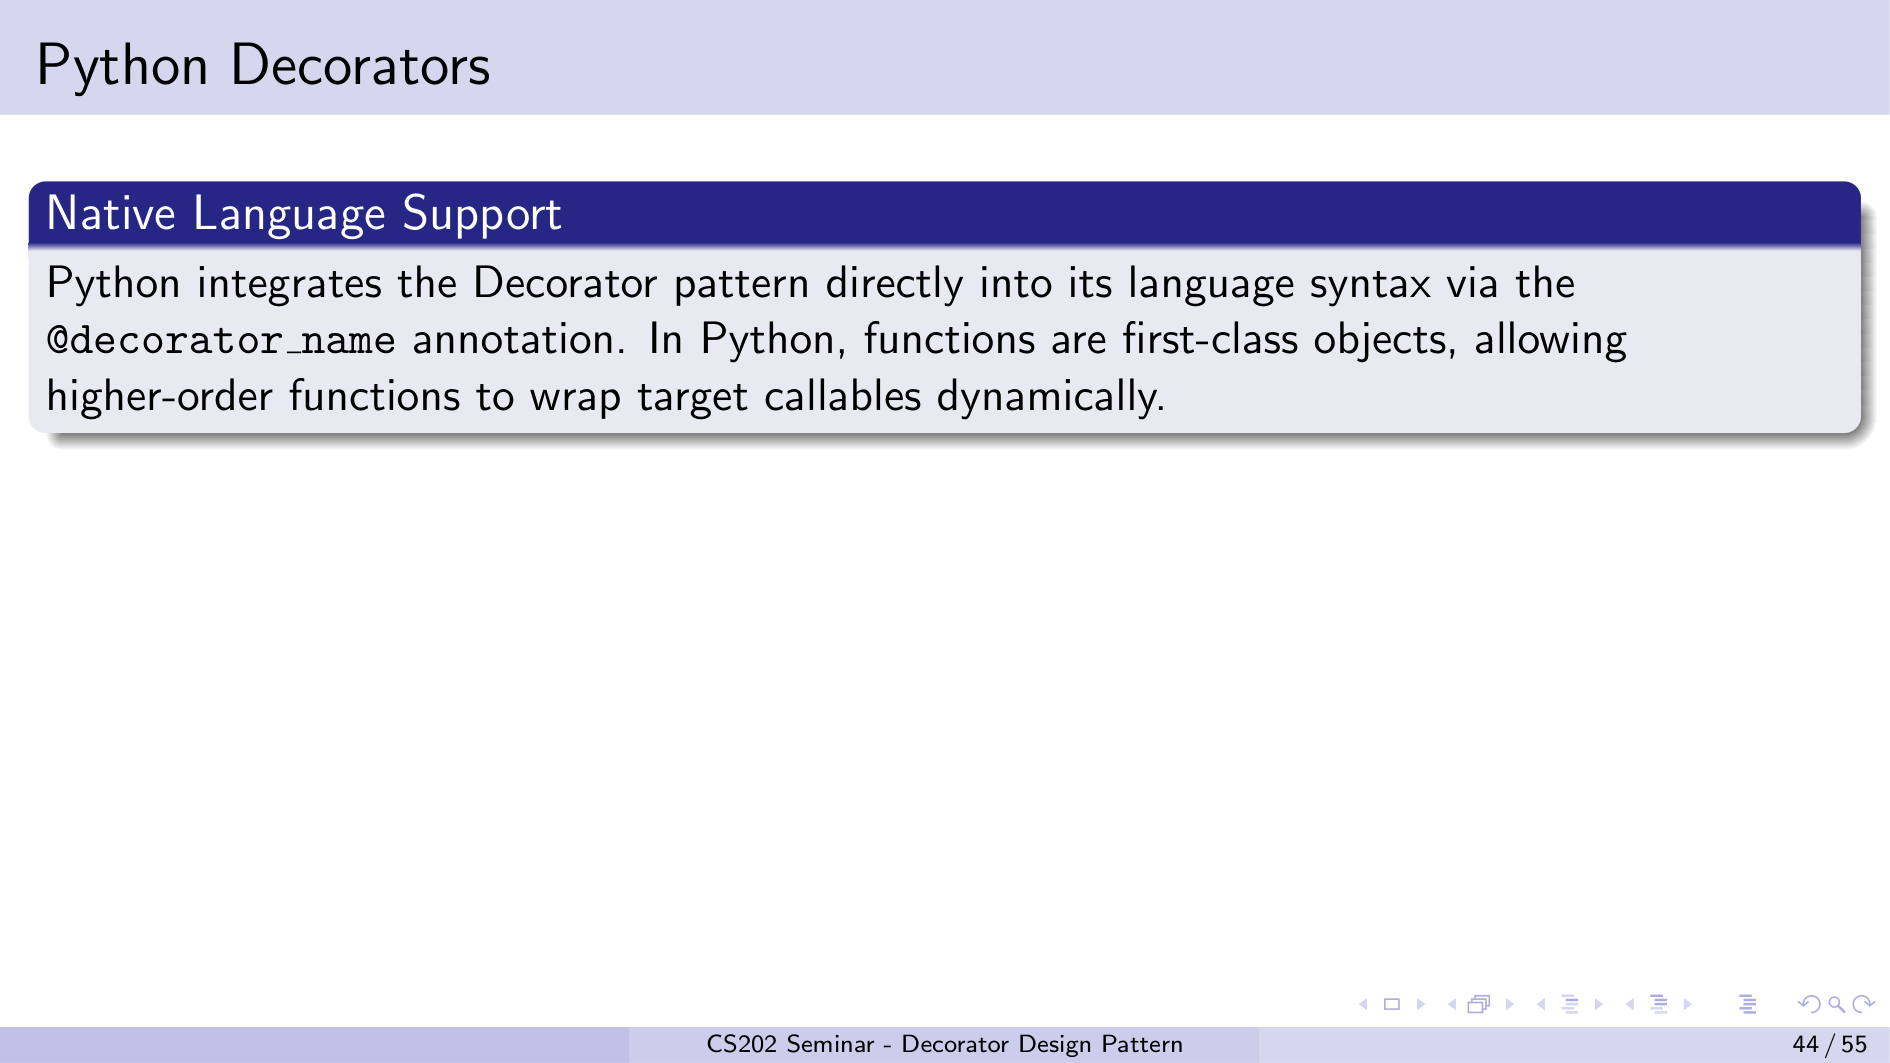 Python Decorators
Native Language Support
Python integrates the Decorator pattern directly into its language syntax via the
@decorator_name annotation. In Python, functions are first-class objects, allowing
higher-order functions to wrap target callables dynamically.
CS202 Seminar - Decorator Design Pattern
44 / 55